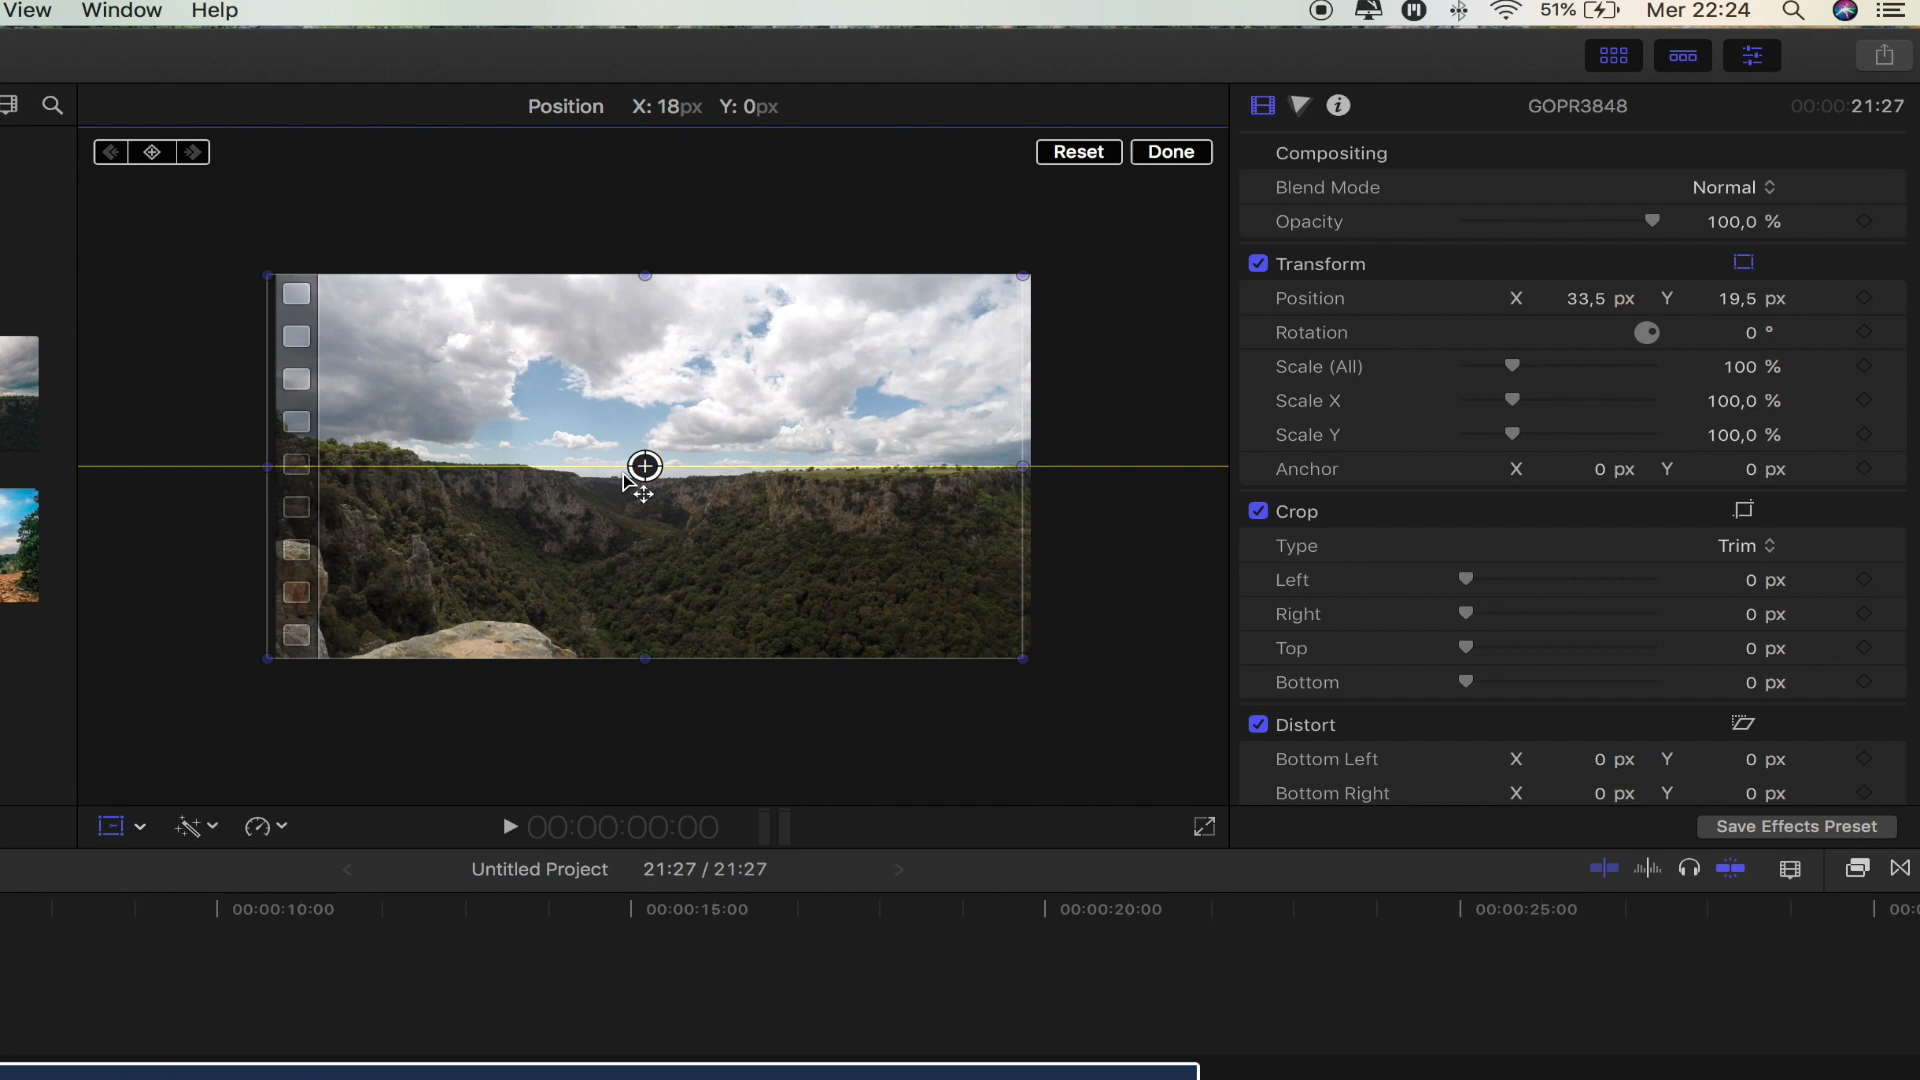 View Window Help 51% Mer 22:24
Position X: 18px Y: 0px
GOPR3848 00:00:21:27
Reset Done
Compositing
Blend Mode Normal
Opacity 100,0 %
Transform
Position X 33,5 px Y 19,5 px
Rotation 0 °
Scale (All) 100 %
Scale X 100,0 %
Scale Y 100,0 %
Anchor X 0 px Y 0 px
Crop
Type Trim
Left 0 px
Right 0 px
Top 0 px
Bottom 0 px
Distort
Bottom Left X 0 px Y 0 px
Bottom Right X 0 px Y 0 px
00:00:00:00
Save Effects Preset
Untitled Project 21:27 / 21:27
00:00:10:00 00:00:15:00 00:00:20:00 00:00:25:00 00: